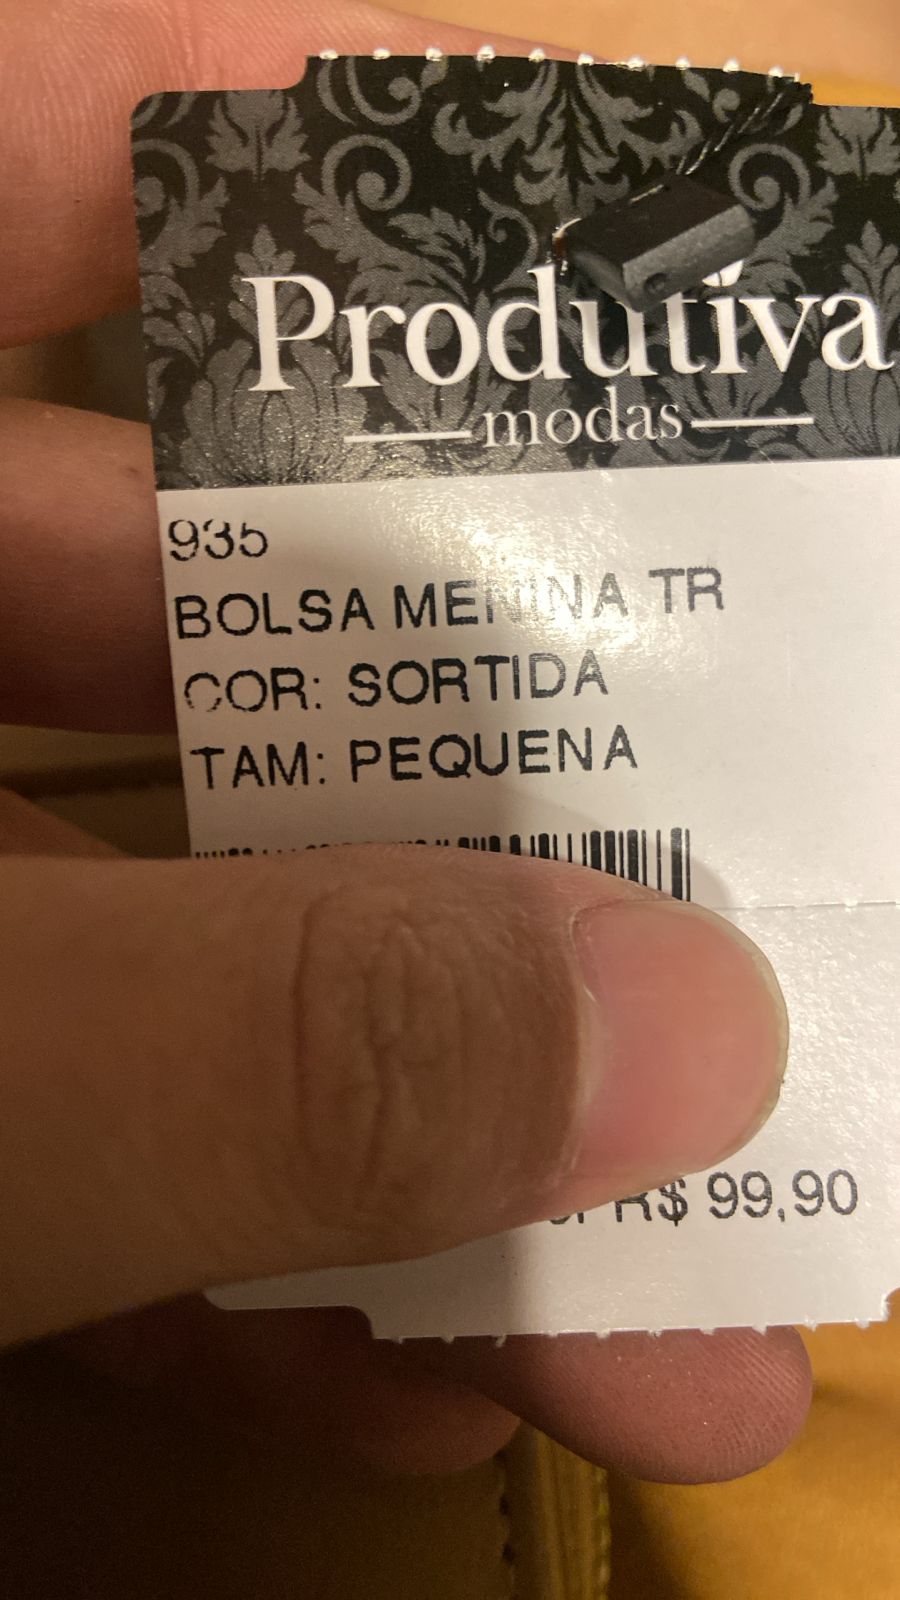 Produtiva
modas
935
BOLSA MENINA TR
COR: SORTIDA
TAM: PEQUENA
R$ 99,90